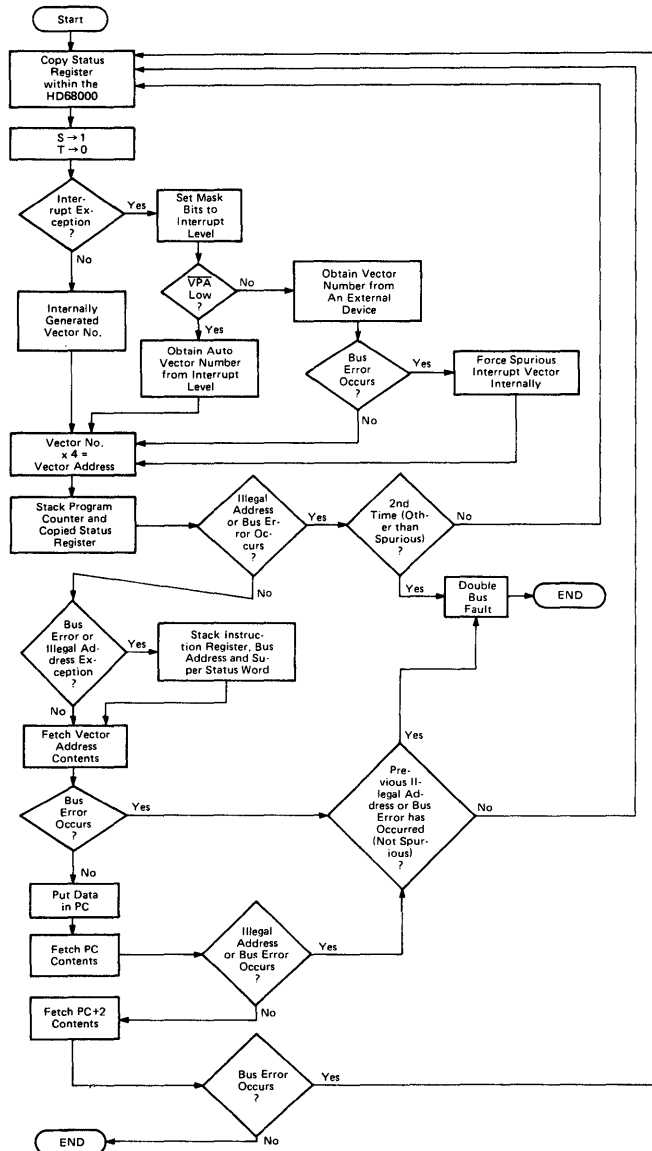 Start
Copy Status
Register
within the
HD68000
S → 1
T → 0
Inter-
rupt Ex-
ception
?
Yes
No
Set Mask
Bits to
Interrupt
Level
VPA
Low
?
No
Yes
Obtain Vector
Number from
An External
Device
Internally
Generated
Vector No.
Obtain Auto
Vector Number
from Interrupt
Level
Bus
Error
Occurs
?
Yes
No
Force Spurious
Interrupt Vector
Internally
Vector No.
x 4 =
Vector Address
Stack Program
Counter and
Copied Status
Register
Illegal
Address
or Bus Er-
ror Oc-
curs
?
Yes
No
2nd
Time (Oth-
er than
Spurious)
?
No
Yes
Double
Bus
Fault
END
Bus
Error or
Illegal Ad-
dress Ex-
ception
?
Yes
No
Stack Instruc-
tion Register, Bus
Address and Su-
per Status Word
Fetch Vector
Address
Contents
Bus
Error
Occurs
?
Yes
No
Yes
Pre-
vious Il-
legal Ad-
dress or Bus
Error has
Occurred
(Not Spur-
ious)
?
No
Put Data
in PC
Fetch PC
Contents
Illegal
Address
or Bus Error
Occurs
?
Yes
No
Fetch PC+2
Contents
Bus Error
Occurs
?
Yes
No
END